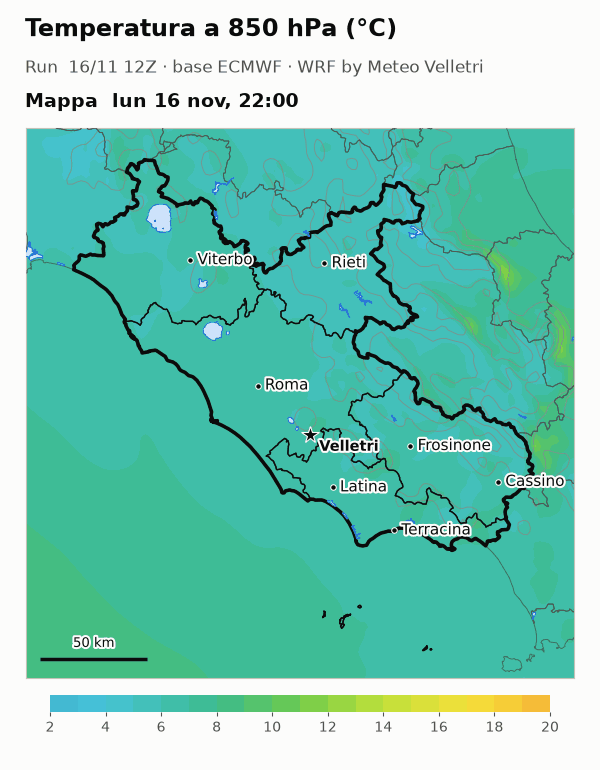 Temperatura a 850 hPa (°C)
Run  16/11 12Z · base ECMWF · WRF by Meteo Velletri
Mappa  lun 16 nov, 22:00
Viterbo
Rieti
Roma
Velletri
Frosinone
Cassino
Latina
Terracina
50 km
2 4 6 8 10 12 14 16 18 20